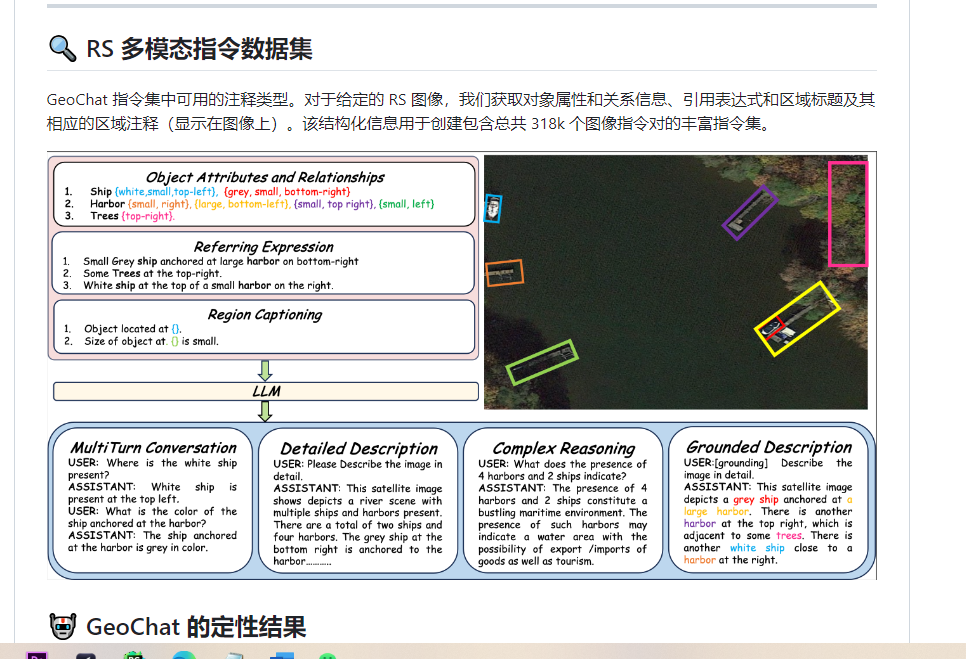 RS 多模态指令数据集
GeoChat 指令集中可用的注释类型。对于给定的 RS 图像，我们获取对象属性和关系信息、引用表达式和区域标题及其
相应的区域注释（显示在图像上）。该结构化信息用于创建包含总共 318k 个图像指令对的丰富指令集。
Object Attributes and Relationships
1. Ship {white,small,top-left}, {grey, small, bottom-right}
2. Harbor {small, right}, {large, bottom-left}, {small, top right}, {small, left}
3. Trees {top-right}.
Referring Expression
1. Small Grey ship anchored at large harbor on bottom-right
2. Some Trees at the top-right.
3. White ship at the top of a small harbor on the right.
Region Captioning
1. Object located at {}.
2. Size of object at {} is small.
LLM
MultiTurn Conversation
USER: Where is the white ship
present?
ASSISTANT: White ship is
present at the top left.
USER: What is the color of the
ship anchored at the harbor?
ASSISTANT: The ship anchored
at the harbor is grey in color.
Detailed Description
USER: Please Describe the image in
detail.
ASSISTANT: This satellite image
shows depicts a river scene with
multiple ships and harbors present.
There are a total of two ships and
four harbors. The grey ship at the
bottom right is anchored to the
harbor...........
Complex Reasoning
USER: What does the presence of
4 harbors and 2 ships indicate?
ASSISTANT: The presence of 4
harbors and 2 ships constitute a
bustling maritime environment. The
presence of such harbors may
indicate a water area with the
possibility of export /imports of
goods as well as tourism.
Grounded Description
USER:[grounding] Describe the
image in detail.
ASSISTANT: This satellite image
depicts a grey ship anchored at a
large harbor. There is another
harbor at the top right, which is
adjacent to some trees. There is
another white ship close to a
harbor at the right.
GeoChat 的定性结果